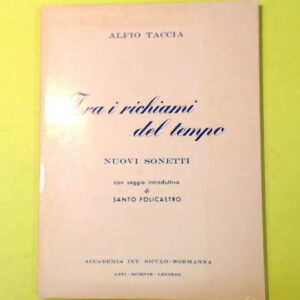 ALFIO TACCIA
Tra i richiami
del tempo
NUOVI SONETTI
con saggio introduttivo
di
SANTO POLICASTRO
ACCADEMIA INT. SICULO-NORMANNA
ARTI - SCIENZE - LETTERE